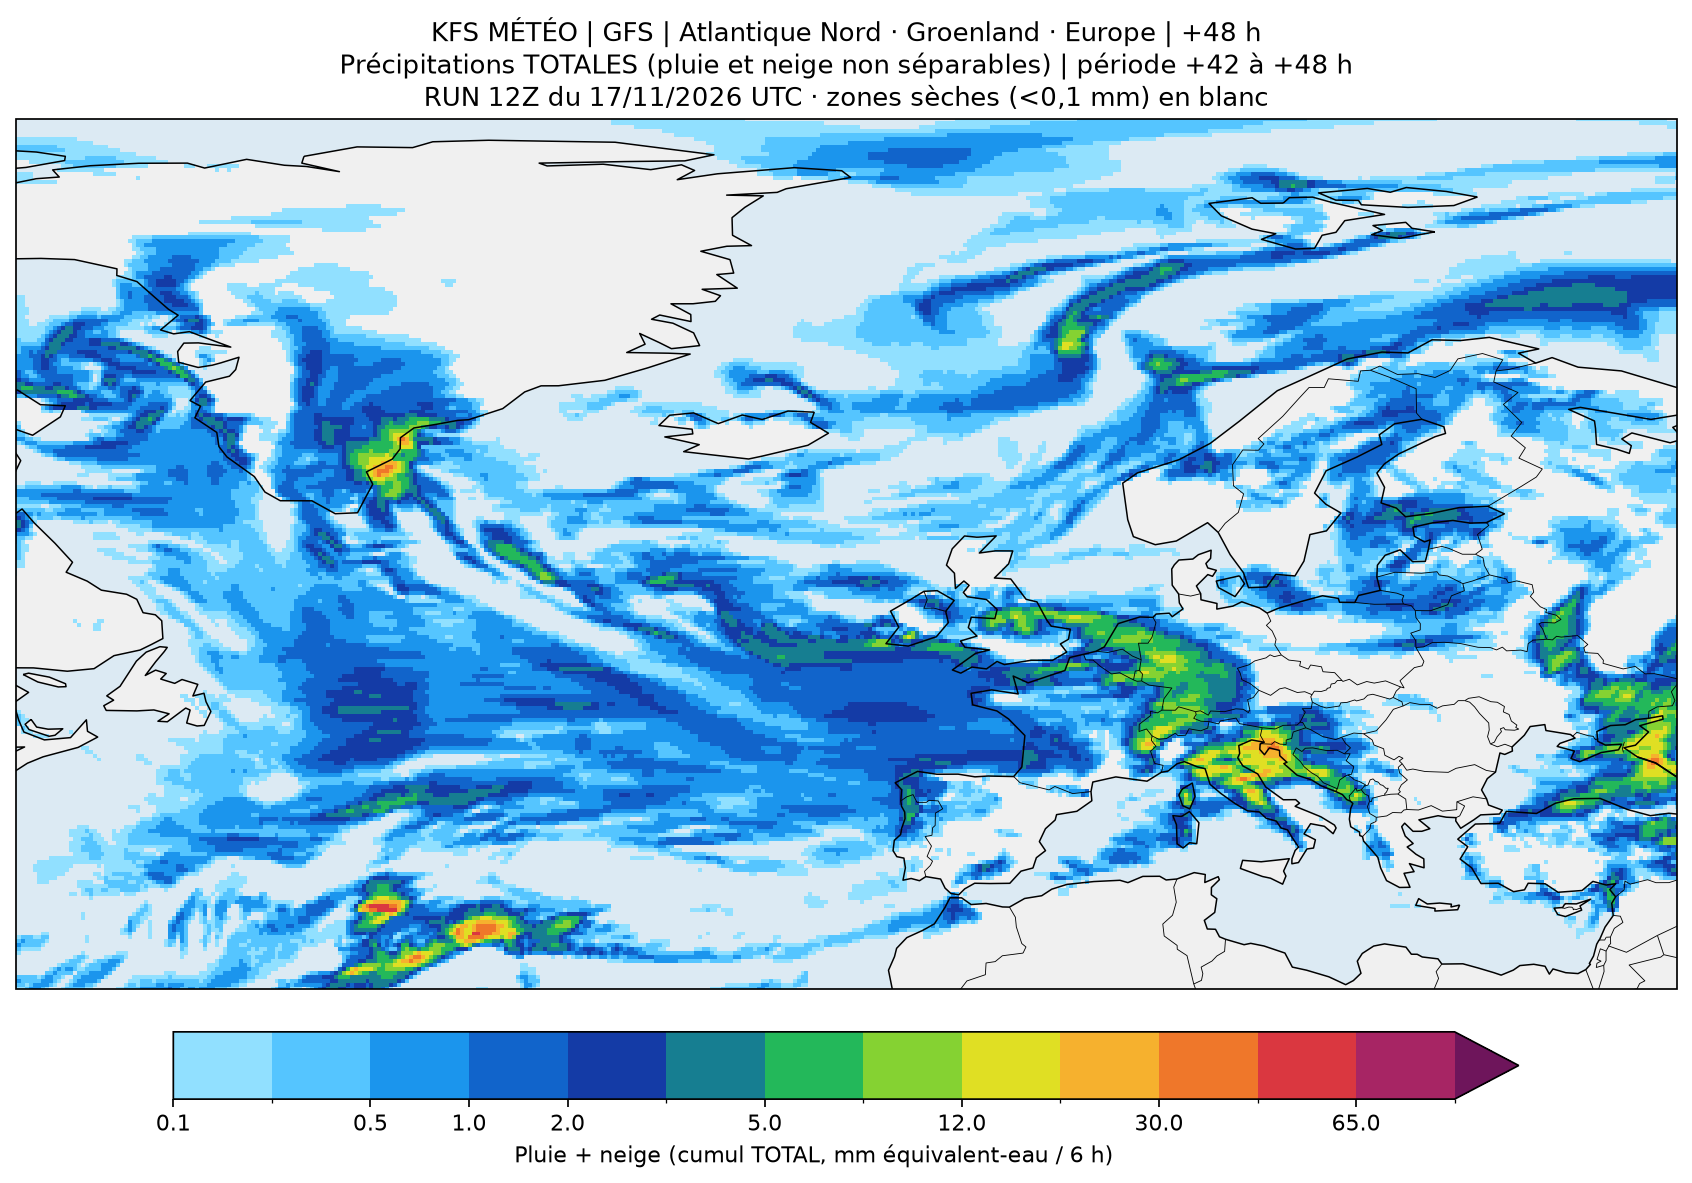 KFS MÉTÉO | GFS | Atlantique Nord · Groenland · Europe | +48 h
Précipitations TOTALES (pluie et neige non séparables) | période +42 à +48 h
RUN 12Z du 17/11/2026 UTC · zones sèches (<0,1 mm) en blanc
0.1 0.5 1.0 2.0 5.0 12.0 30.0 65.0
Pluie + neige (cumul TOTAL, mm équivalent-eau / 6 h)